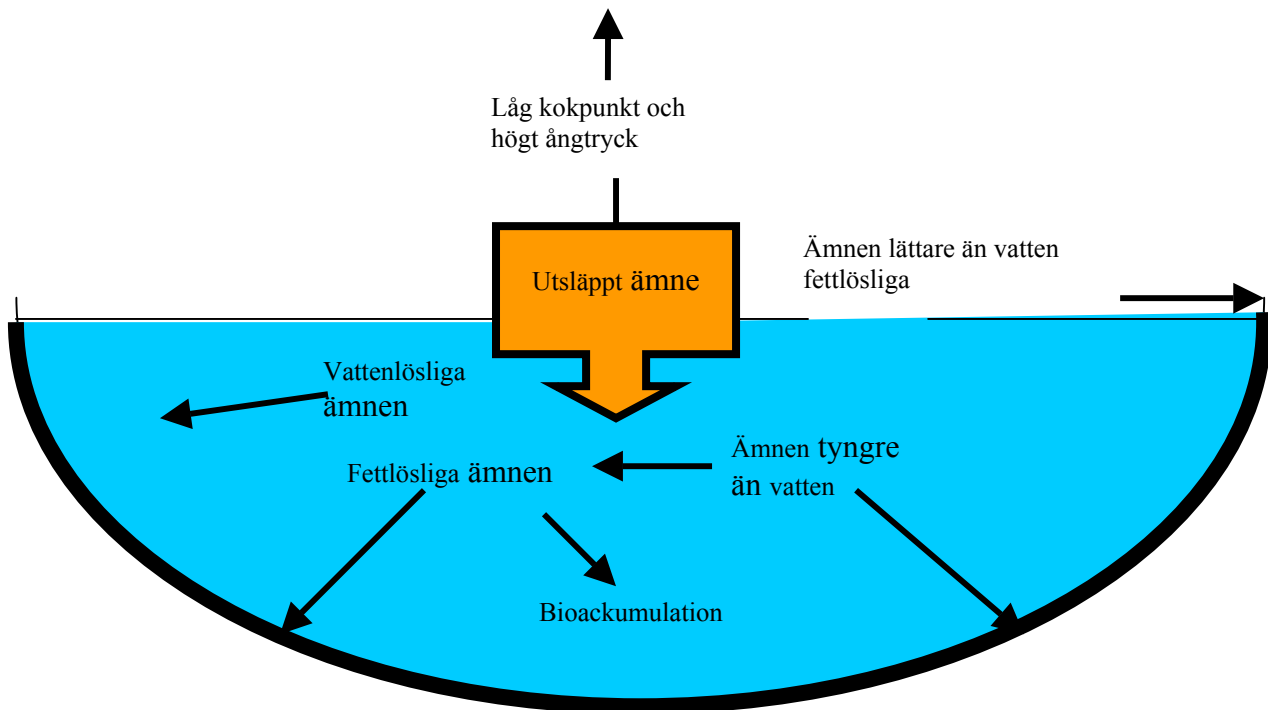 Låg kokpunkt och
högt ångtryck
Ämnen lättare än vatten
fettlösliga
Utsläppt ämne
Vattenlösliga
ämnen
Ämnen tyngre
än vatten
Fettlösliga ämnen
Bioackumulation